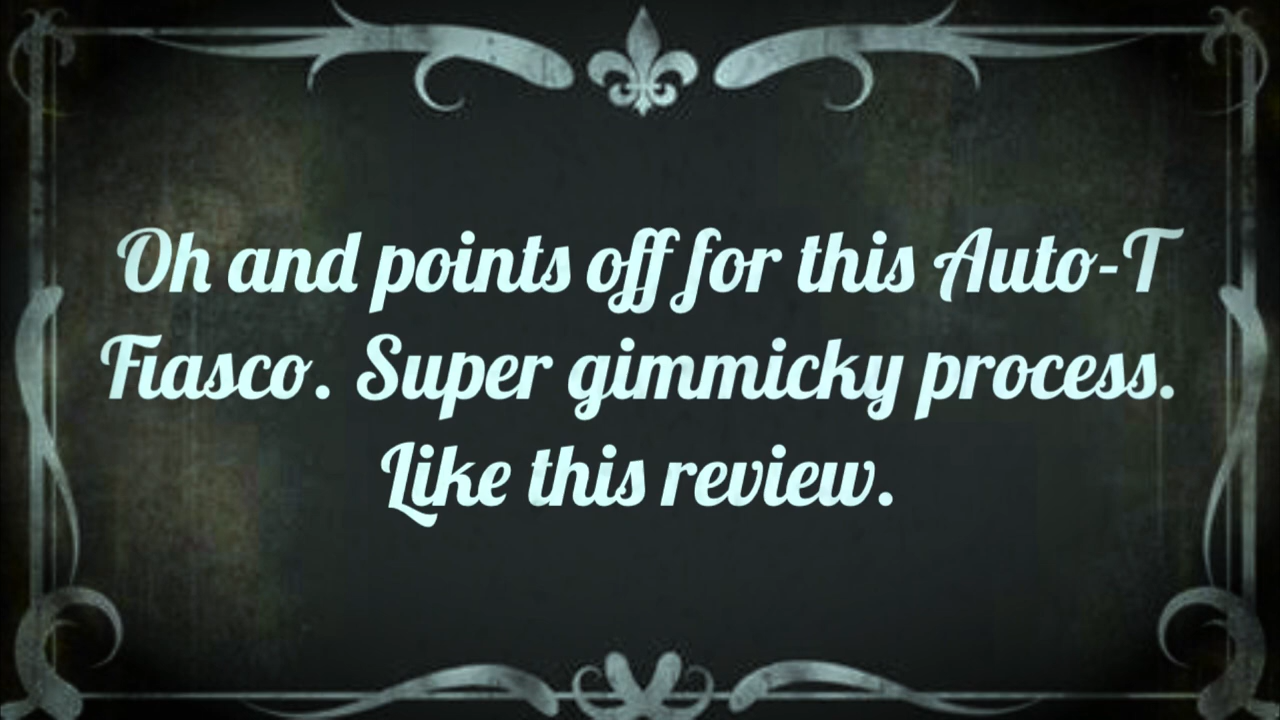 Oh and points off for this Auto-T
Fiasco. Super gimmicky process.
Like this review.